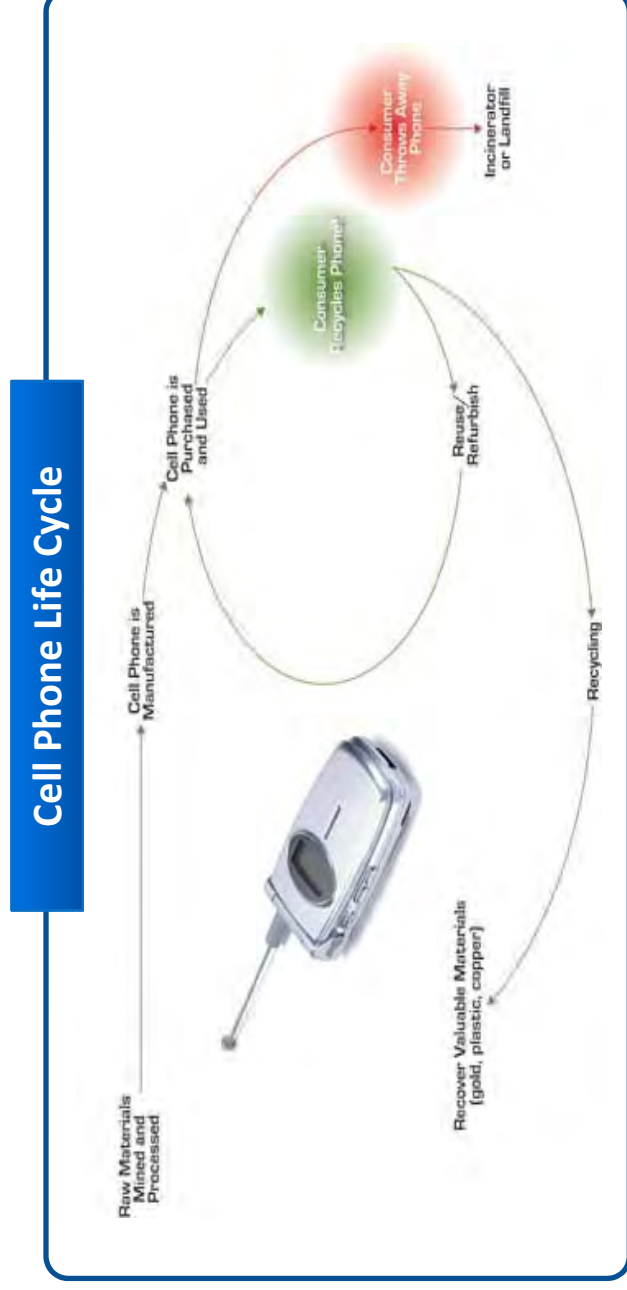 Cell Phone Life Cycle
Raw Materials
Mined and
Processed
Cell Phone is
Manufactured
Cell Phone is
Purchased
and Used
Consumer
Recycles Phone
Consumer
Throws Away
Phone
Incinerator
or Landfill
Reuse/
Refurbish
Recycling
Recover Valuable Materials
(gold, plastic, copper)